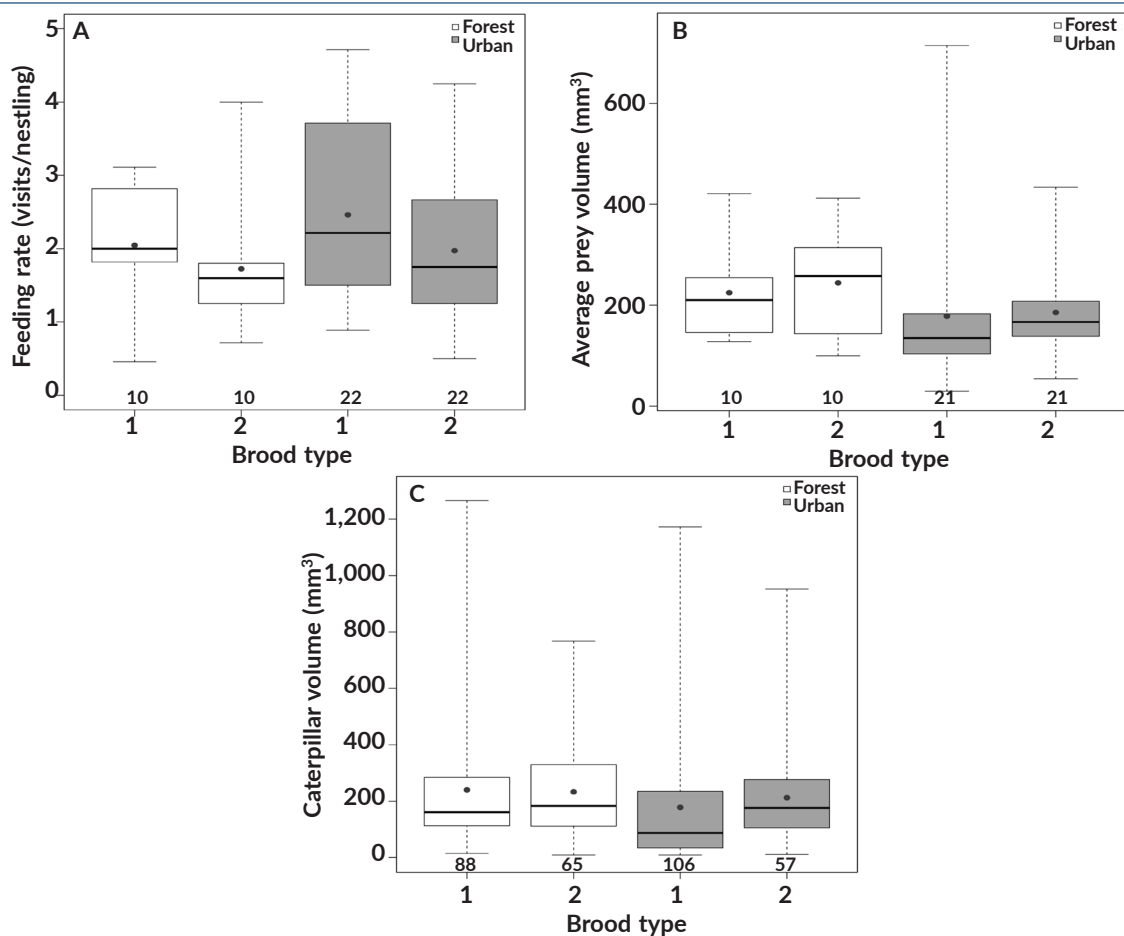 A
Forest
Urban
Feeding rate (visits/nestling)
5
4
3
2
1
0
10
10
22
22
1
2
1
2
Brood type
B
Forest
Urban
Average prey volume (mm³)
600
400
200
0
10
10
21
21
1
2
1
2
Brood type
C
Forest
Urban
Caterpillar volume (mm³)
1,200
1,000
800
600
400
200
0
88
65
106
57
1
2
1
2
Brood type